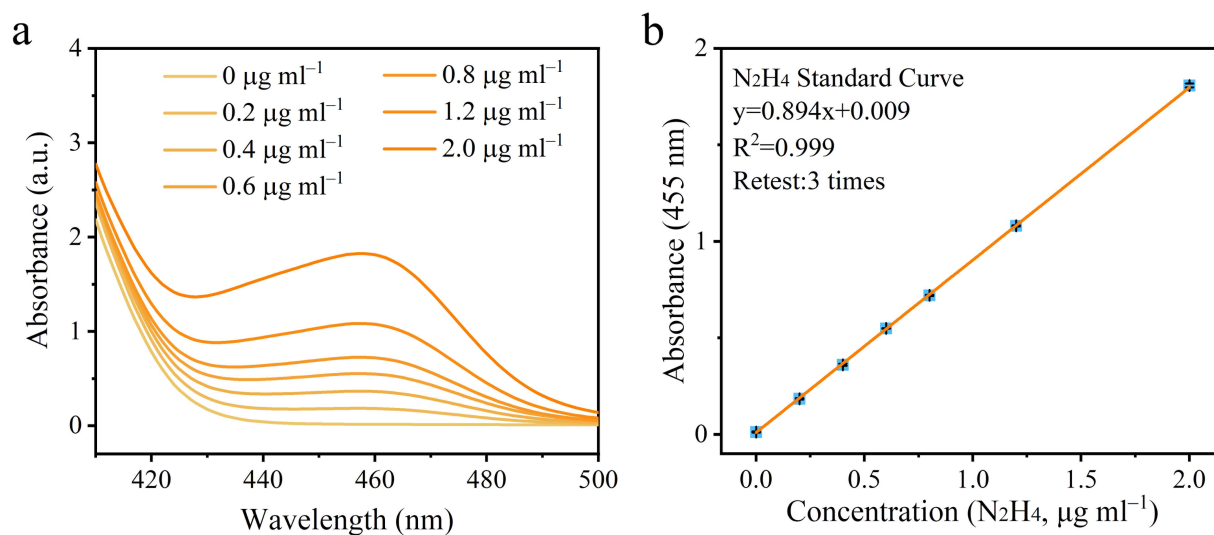 a
4
3
2
1
0
Absorbance (a.u.)
0 μg ml⁻¹
0.2 μg ml⁻¹
0.4 μg ml⁻¹
0.6 μg ml⁻¹
0.8 μg ml⁻¹
1.2 μg ml⁻¹
2.0 μg ml⁻¹
420 440 460 480 500
Wavelength (nm)
b
2
1
0
Absorbance (455 nm)
N₂H₄ Standard Curve
y=0.894x+0.009
R²=0.999
Retest:3 times
0.0 0.5 1.0 1.5 2.0
Concentration (N₂H₄, μg ml⁻¹)